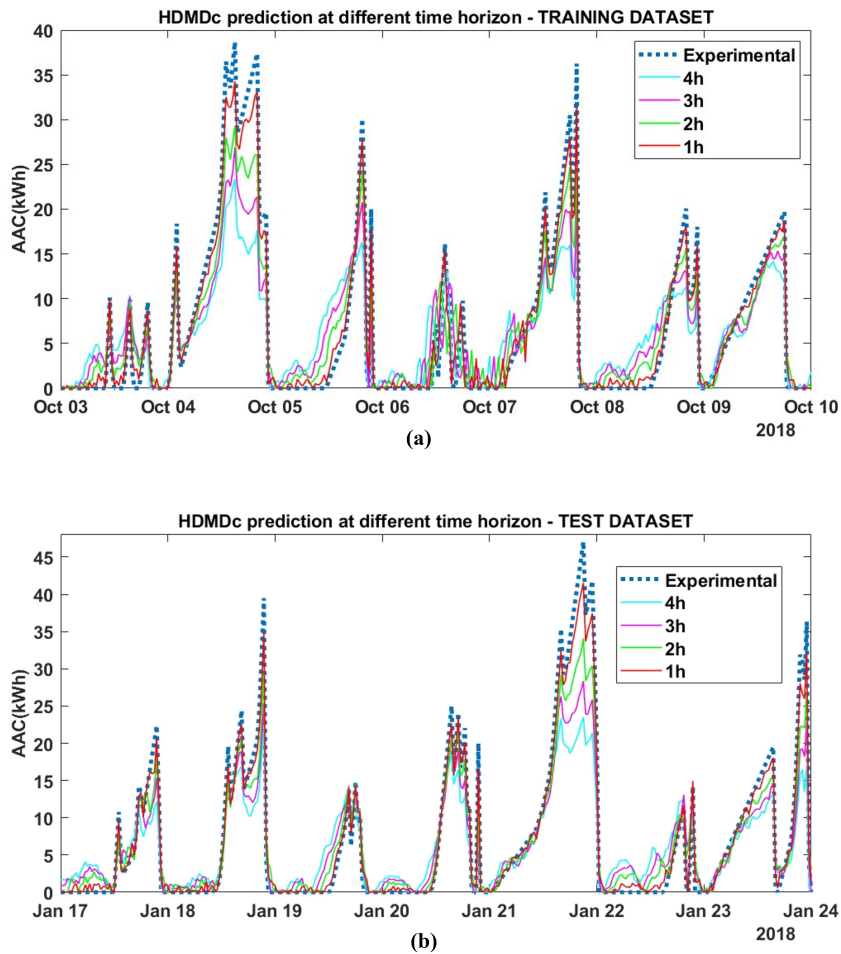 HDMDc prediction at different time horizon - TRAINING DATASET
40
35
30
25
20
15
10
5
0
AAC(kWh)
Experimental
4h
3h
2h
1h
Oct 03 Oct 04 Oct 05 Oct 06 Oct 07 Oct 08 Oct 09 Oct 10
2018
(a)
HDMDc prediction at different time horizon - TEST DATASET
45
40
35
30
25
20
15
10
5
0
AAC(kWh)
Experimental
4h
3h
2h
1h
Jan 17 Jan 18 Jan 19 Jan 20 Jan 21 Jan 22 Jan 23 Jan 24
2018
(b)